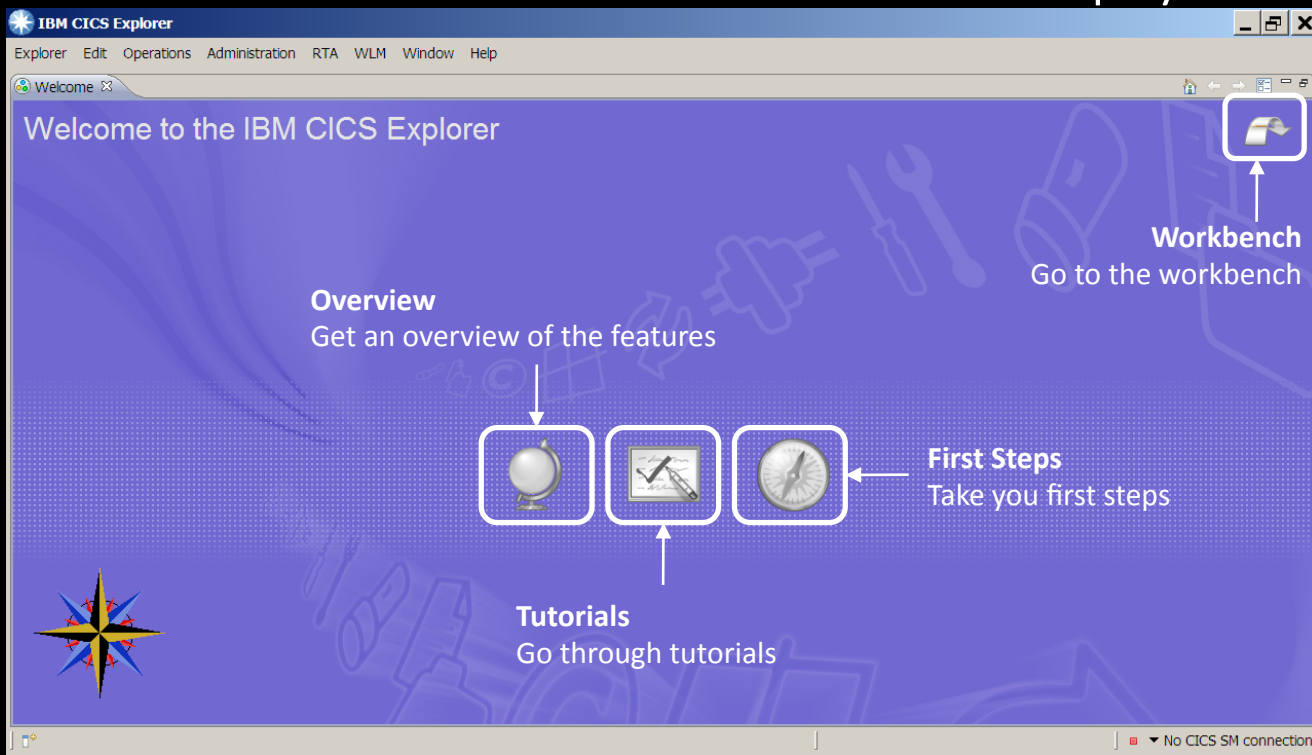 IBM CICS Explorer
Explorer Edit Operations Administration RTA WLM Window Help
Welcome
Welcome to the IBM CICS Explorer
Workbench
Go to the workbench
Overview
Get an overview of the features
©
First Steps
Take you first steps
Tutorials
Go through tutorials
No CICS SM connection